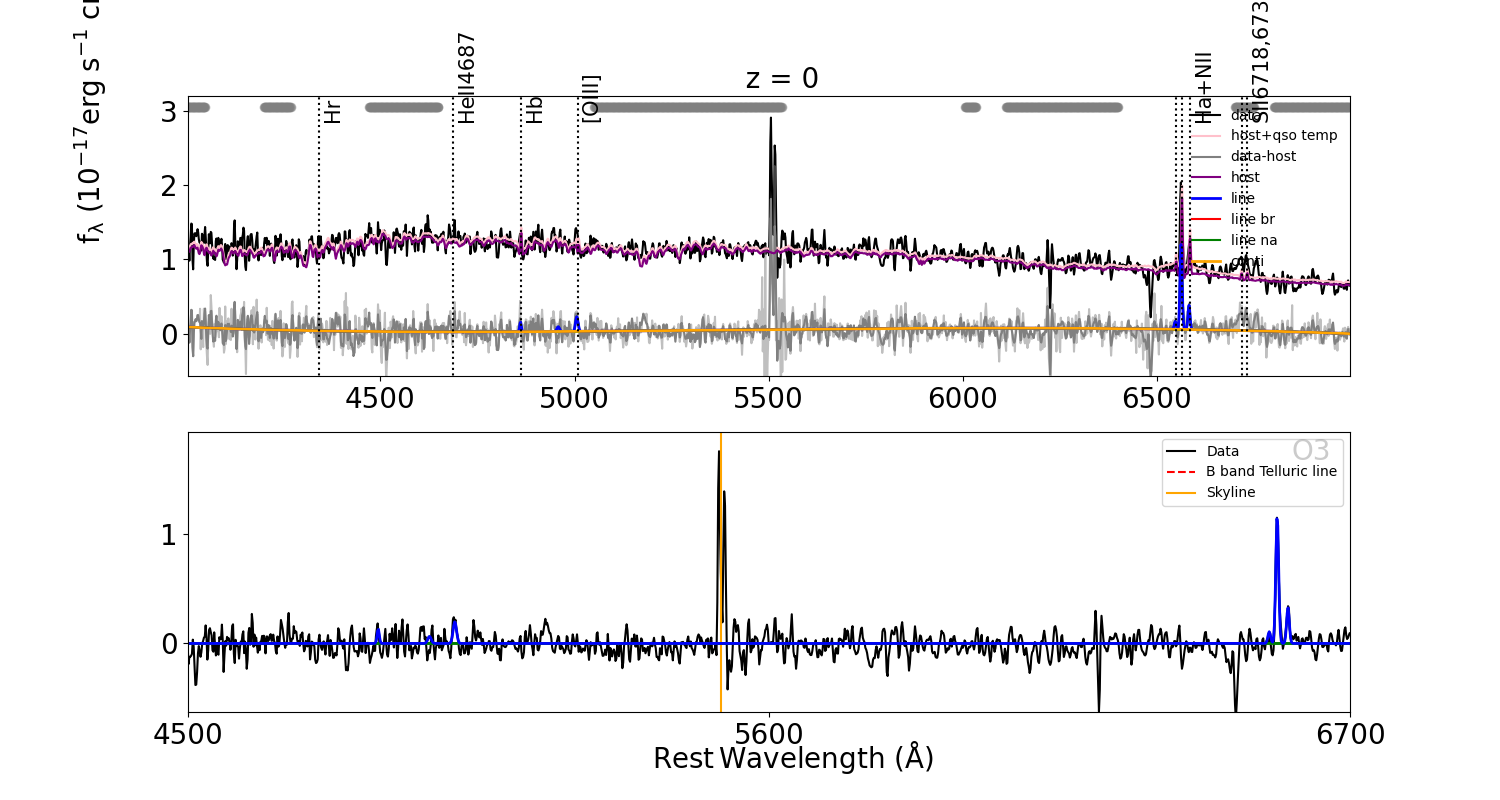 z = 0
f_λ (10^−17 erg s^−1
3
2
1
0
Hr
HeII4687
Hb
[OIII]
Ha+NII
SII6718,673
data
host+qso temp
data-host
host
line
line br
line na
conti
4500
5000
5500
6000
6500
O3
Data
B band Telluric line
Skyline
1
0
4500
5600
6700
Rest Wavelength (Å)